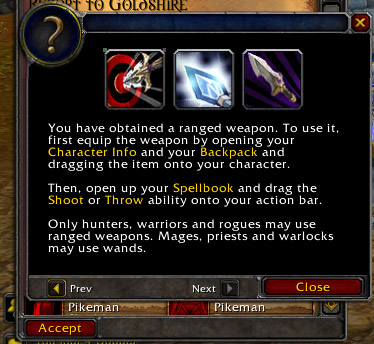 Report to Goldshire
You have obtained a ranged weapon. To use it,
first equip the weapon by opening your
Character Info and your Backpack and
dragging the item onto your character.
Then, open up your Spellbook and drag the
Shoot or Throw ability onto your action bar.
Only hunters, warriors and rogues may use
ranged weapons. Mages, priests and warlocks
may use wands.
Prev Next Close
Pikeman Pikeman
Accept